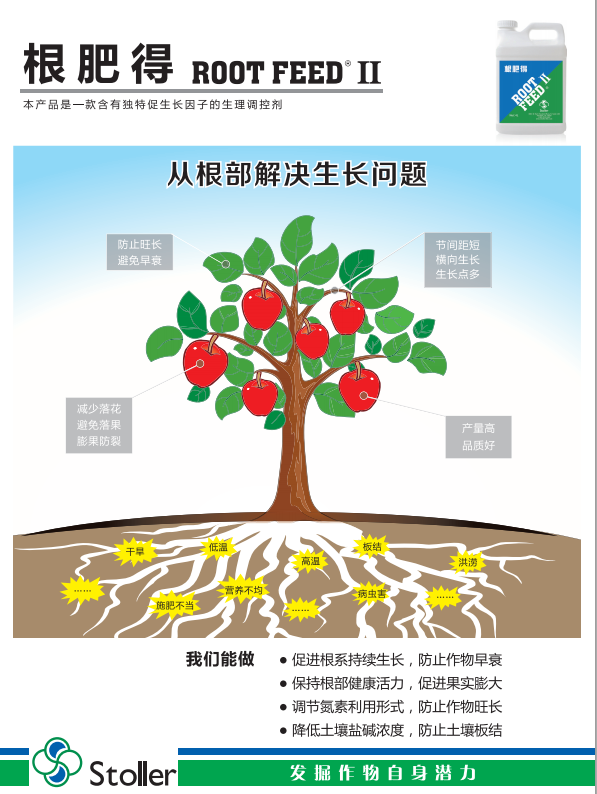 根肥得 ROOT FEED® II
本产品是一款含有独特促生长因子的生理调控剂
根肥得
ROOT
FEED II
Stoller
从根部解决生长问题
防止旺长
避免早衰
节间距短
横向生长
生长点多
减少落花
避免落果
膨果防裂
产量高
品质好
干旱
低温
高温
板结
洪涝
……
施肥不当
营养不均
……
病虫害
……
我们能做
● 促进根系持续生长，防止作物早衰
● 保持根部健康活力，促进果实膨大
● 调节氮素利用形式，防止作物旺长
● 降低土壤盐碱浓度，防止土壤板结
Stoller
发掘作物自身潜力